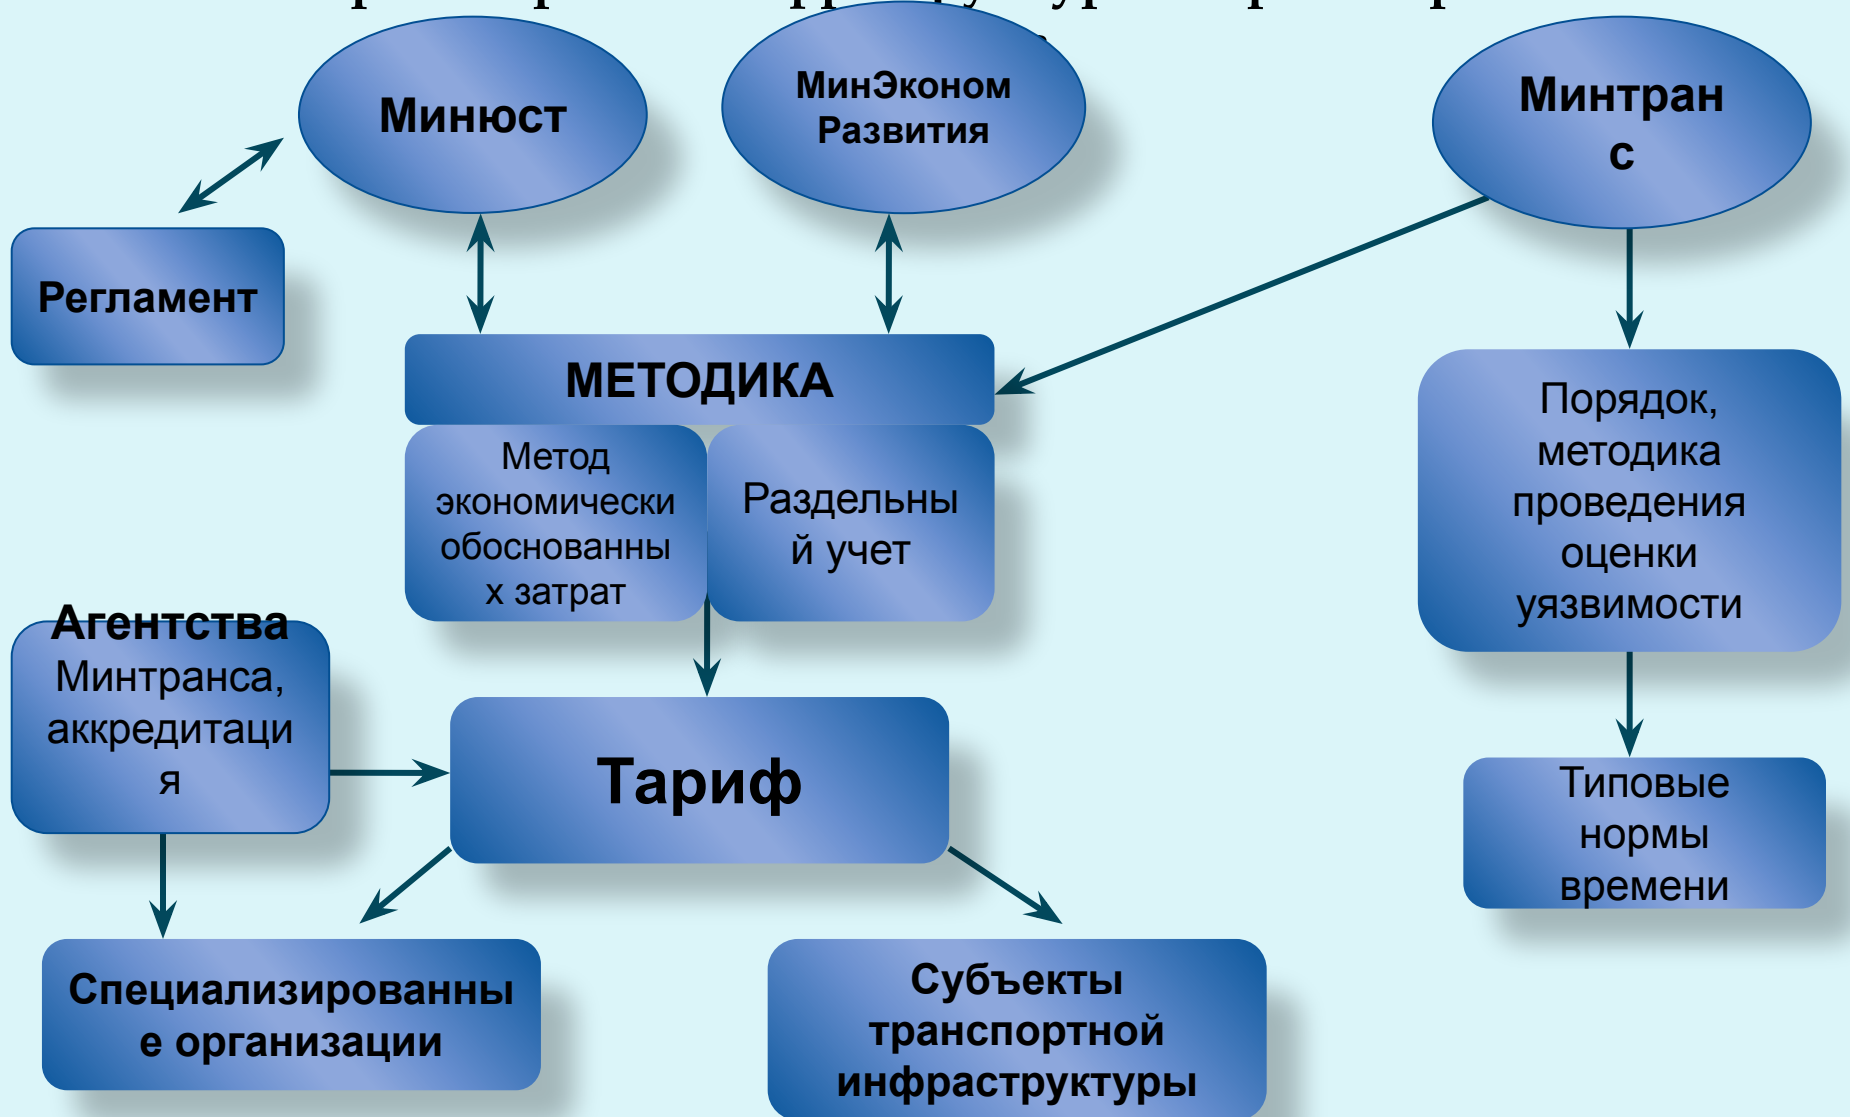 Минюст
МинЭконом
Развития
Минтран
с
Регламент
МЕТОДИКА
Метод
экономически
обоснованны
х затрат
Раздельны
й учет
Порядок,
методика
проведения
оценки
уязвимости
Агентства
Минтранса,
аккредитаци
я
Тариф
Типовые
нормы
времени
Специализированны
е организации
Субъекты
транспортной
инфраструктуры